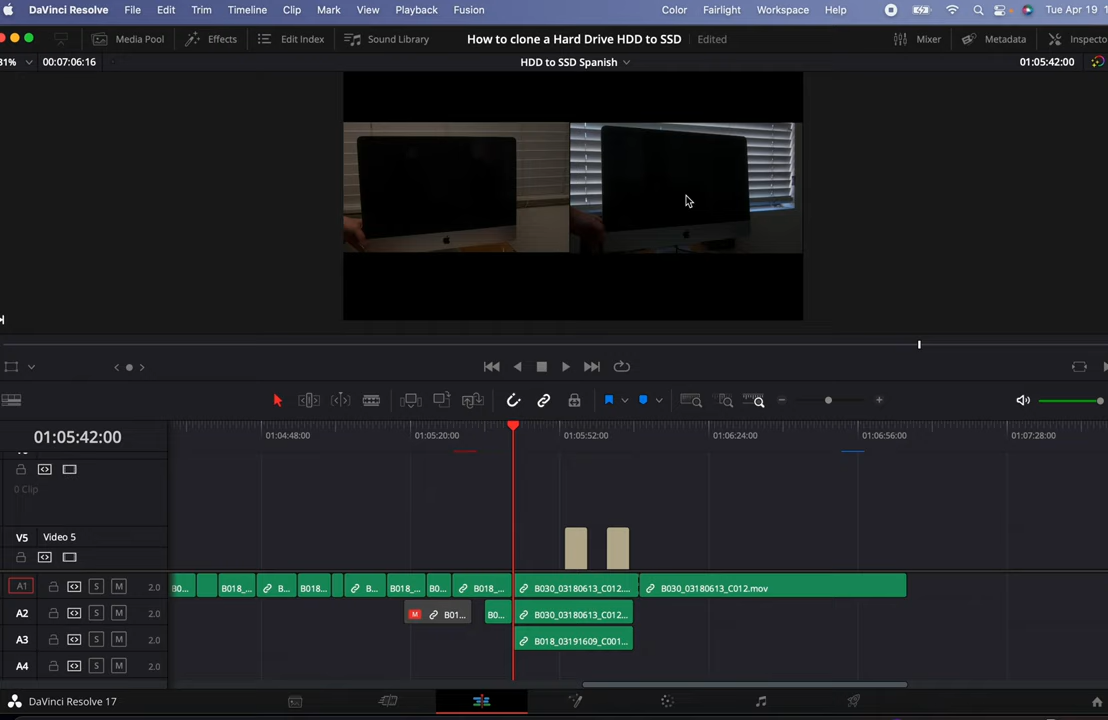 DaVinci Resolve File Edit Trim Timeline Clip Mark View Playback Fusion Color Fairlight Workspace Help Tue Apr 19
Media Pool Effects Edit Index Sound Library How to clone a Hard Drive HDD to SSD Edited Mixer Metadata Inspecto
31% 00:07:06:16 HDD to SSD Spanish 01:05:42:00
01:05:42:00 01:04:48:00 01:05:20:00 01:05:52:00 01:06:24:00 01:06:56:00 01:07:28:00
0 Clip
V5 Video 5
A1 S M 2.0 B0... B018_... B... B018... B... B018_... B0... B018_... B030_03180613_C012.... B030_03180613_C012.mov
A2 S M 2.0 M B01... B0... B030_03180613_C012...
A3 S M 2.0 B018_03191609_C001...
A4 S M 2.0
DaVinci Resolve 17